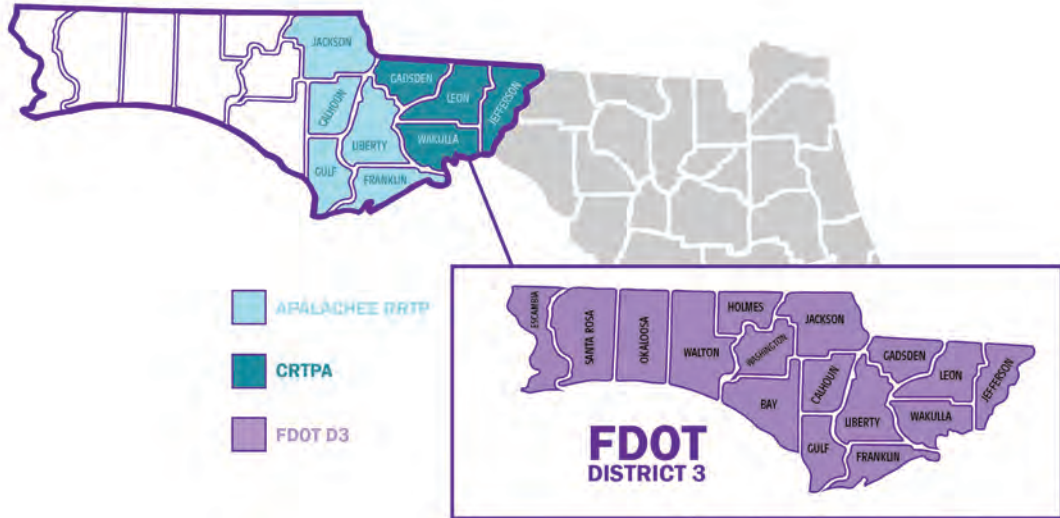 JACKSON
GADSDEN
LEON
JEFFERSON
CALHOUN
LIBERTY
WAKULLA
GULF
FRANKLIN
APALACHEE RRTP
CRTPA
FDOT D3
ESCAMBIA
SANTA ROSA
OKALOOSA
WALTON
HOLMES
WASHINGTON
JACKSON
BAY
CALHOUN
GADSDEN
LEON
JEFFERSON
LIBERTY
WAKULLA
GULF
FRANKLIN
FDOT
DISTRICT 3